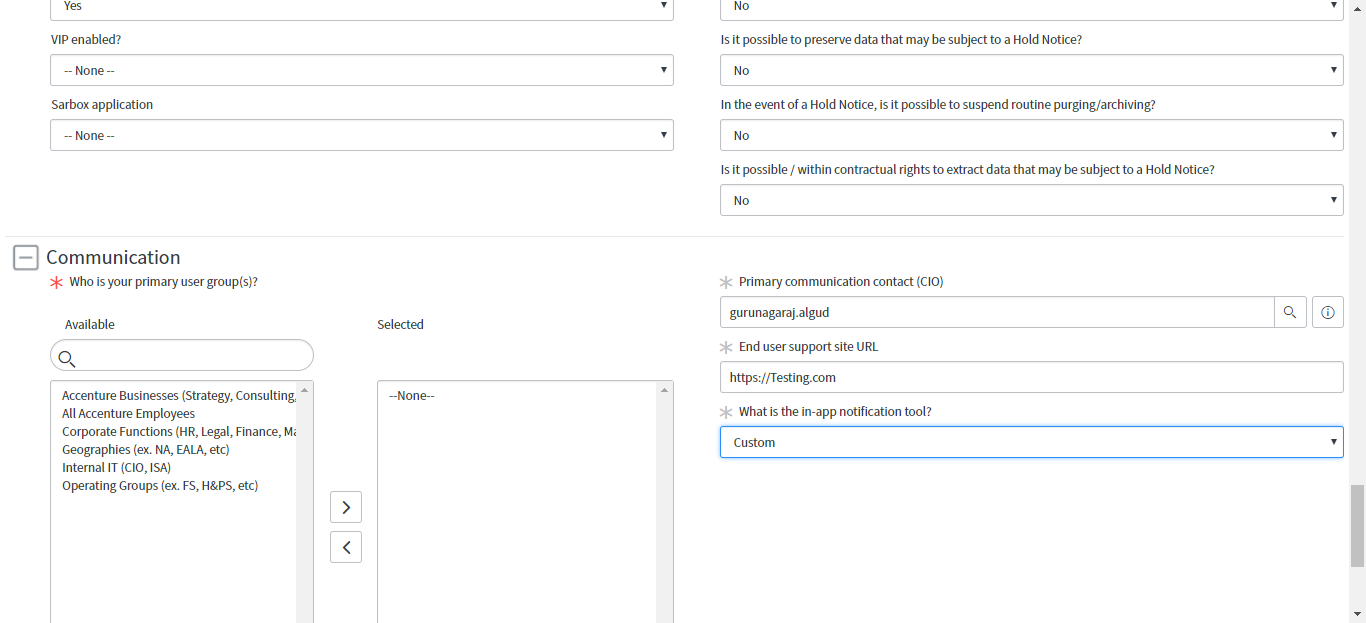 Yes
VIP enabled?
-- None --
Sarbox application
-- None --
No
Is it possible to preserve data that may be subject to a Hold Notice?
No
In the event of a Hold Notice, is it possible to suspend routine purging/archiving?
No
Is it possible / within contractual rights to extract data that may be subject to a Hold Notice?
No
Communication
Who is your primary user group(s)?
Available
Selected
Accenture Businesses (Strategy, Consulting,
All Accenture Employees
Corporate Functions (HR, Legal, Finance, Ma
Geographies (ex. NA, EALA, etc)
Internal IT (CIO, ISA)
Operating Groups (ex. FS, H&PS, etc)
--None--
Primary communication contact (CIO)
gurunagaraj.algud
End user support site URL
https://Testing.com
What is the in-app notification tool?
Custom